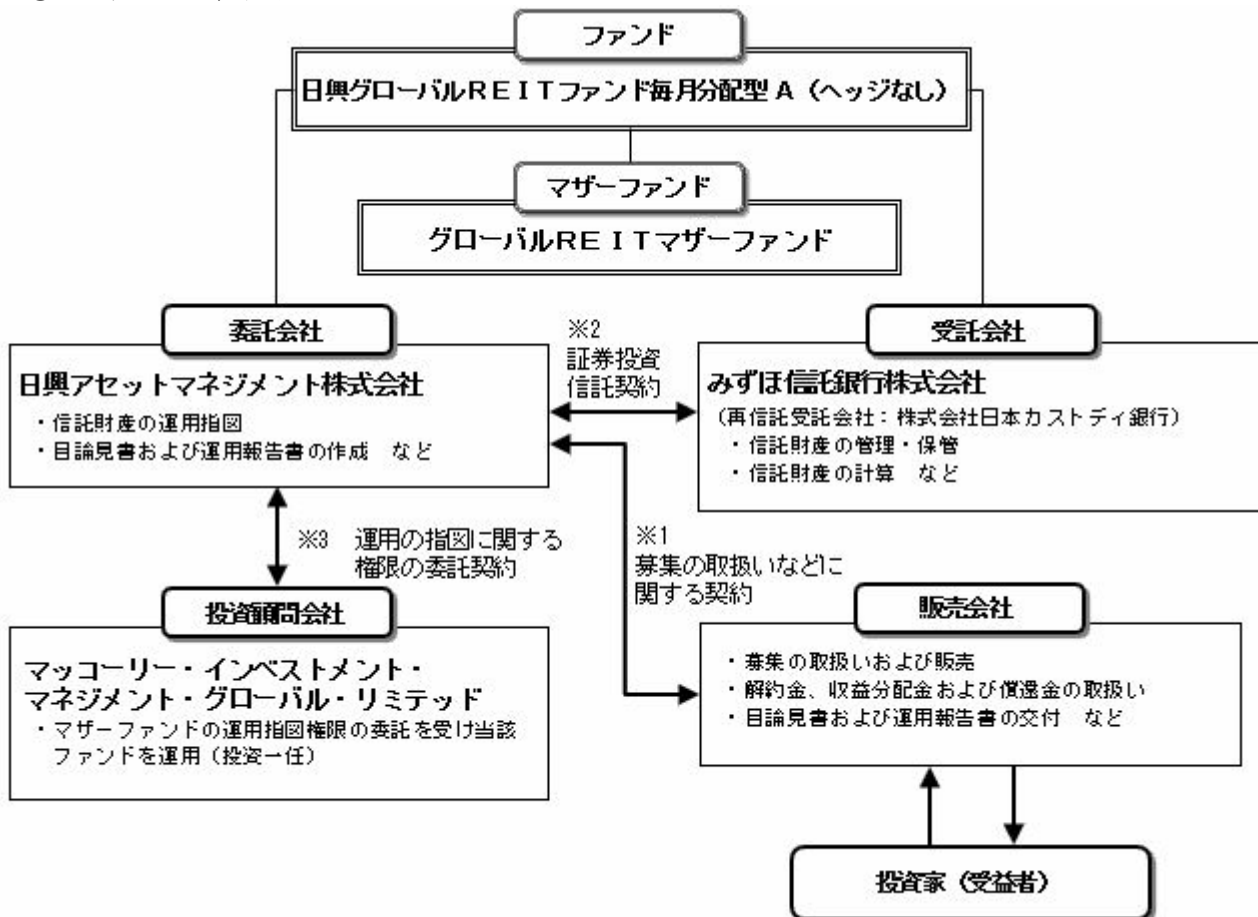 ファンド
日興グローバルＲＥＩＴファンド毎月分配型Ａ（ヘッジなし）
マザーファンド
グローバルＲＥＩＴマザーファンド
委託会社
日興アセットマネジメント株式会社
・信託財産の運用指図
・目論見書および運用報告書の作成　など
※2
証券投資
信託契約
受託会社
みずほ信託銀行株式会社
（再信託受託会社：株式会社日本カストディ銀行）
・信託財産の管理・保管
・信託財産の計算　など
※3　運用の指図に関する
権限の委託契約
※1
募集の取扱いなどに
関する契約
投資顧問会社
マッコーリー・インベストメント・
マネジメント・グローバル・リミテッド
・マザーファンドの運用指図権限の委託を受け当該
ファンドを運用（投資一任）
販売会社
・募集の取扱いおよび販売
・解約金、収益分配金および償還金の取扱い
・目論見書および運用報告書の交付　など
投資家（受益者）